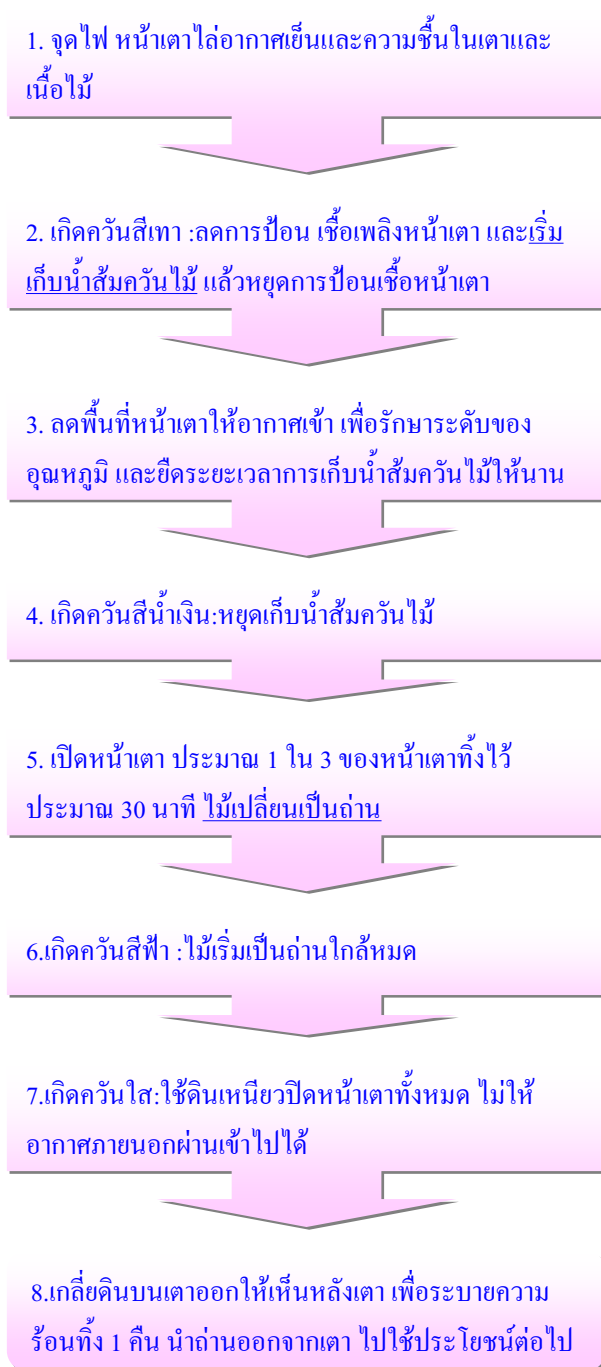 1. จุดไฟ หน้าเตาไล่อากาศเย็นและความชื้นในเตาและ
เนื้อไม้
2. เกิดควันสีเทา :ลดการป้อน เชื้อเพลิงหน้าเตา และเริ่ม
เก็บน้ำส้มควันไม้ แล้วหยุดการป้อนเชื้อหน้าเตา
3. ลดพื้นที่หน้าเตาให้อากาศเข้า เพื่อรักษาระดับของ
อุณหภูมิ และยืดระยะเวลาการเก็บน้ำส้มควันไม้ให้นาน
4. เกิดควันสีน้ำเงิน:หยุดเก็บน้ำส้มควันไม้
5. เปิดหน้าเตา ประมาณ 1 ใน 3 ของหน้าเตาทิ้งไว้
ประมาณ 30 นาที ไม้เปลี่ยนเป็นถ่าน
6.เกิดควันสีฟ้า :ไม้เริ่มเป็นถ่านใกล้หมด
7.เกิดควันใส:ใช้ดินเหนียวปิดหน้าเตาทั้งหมด ไม่ให้
อากาศภายนอกผ่านเข้าไปได้
8.เกลี่ยดินบนเตาออกให้เห็นหลังเตา เพื่อระบายความ
ร้อนทิ้ง 1 คืน นำถ่านออกจากเตา ไปใช้ประโยชน์ต่อไป